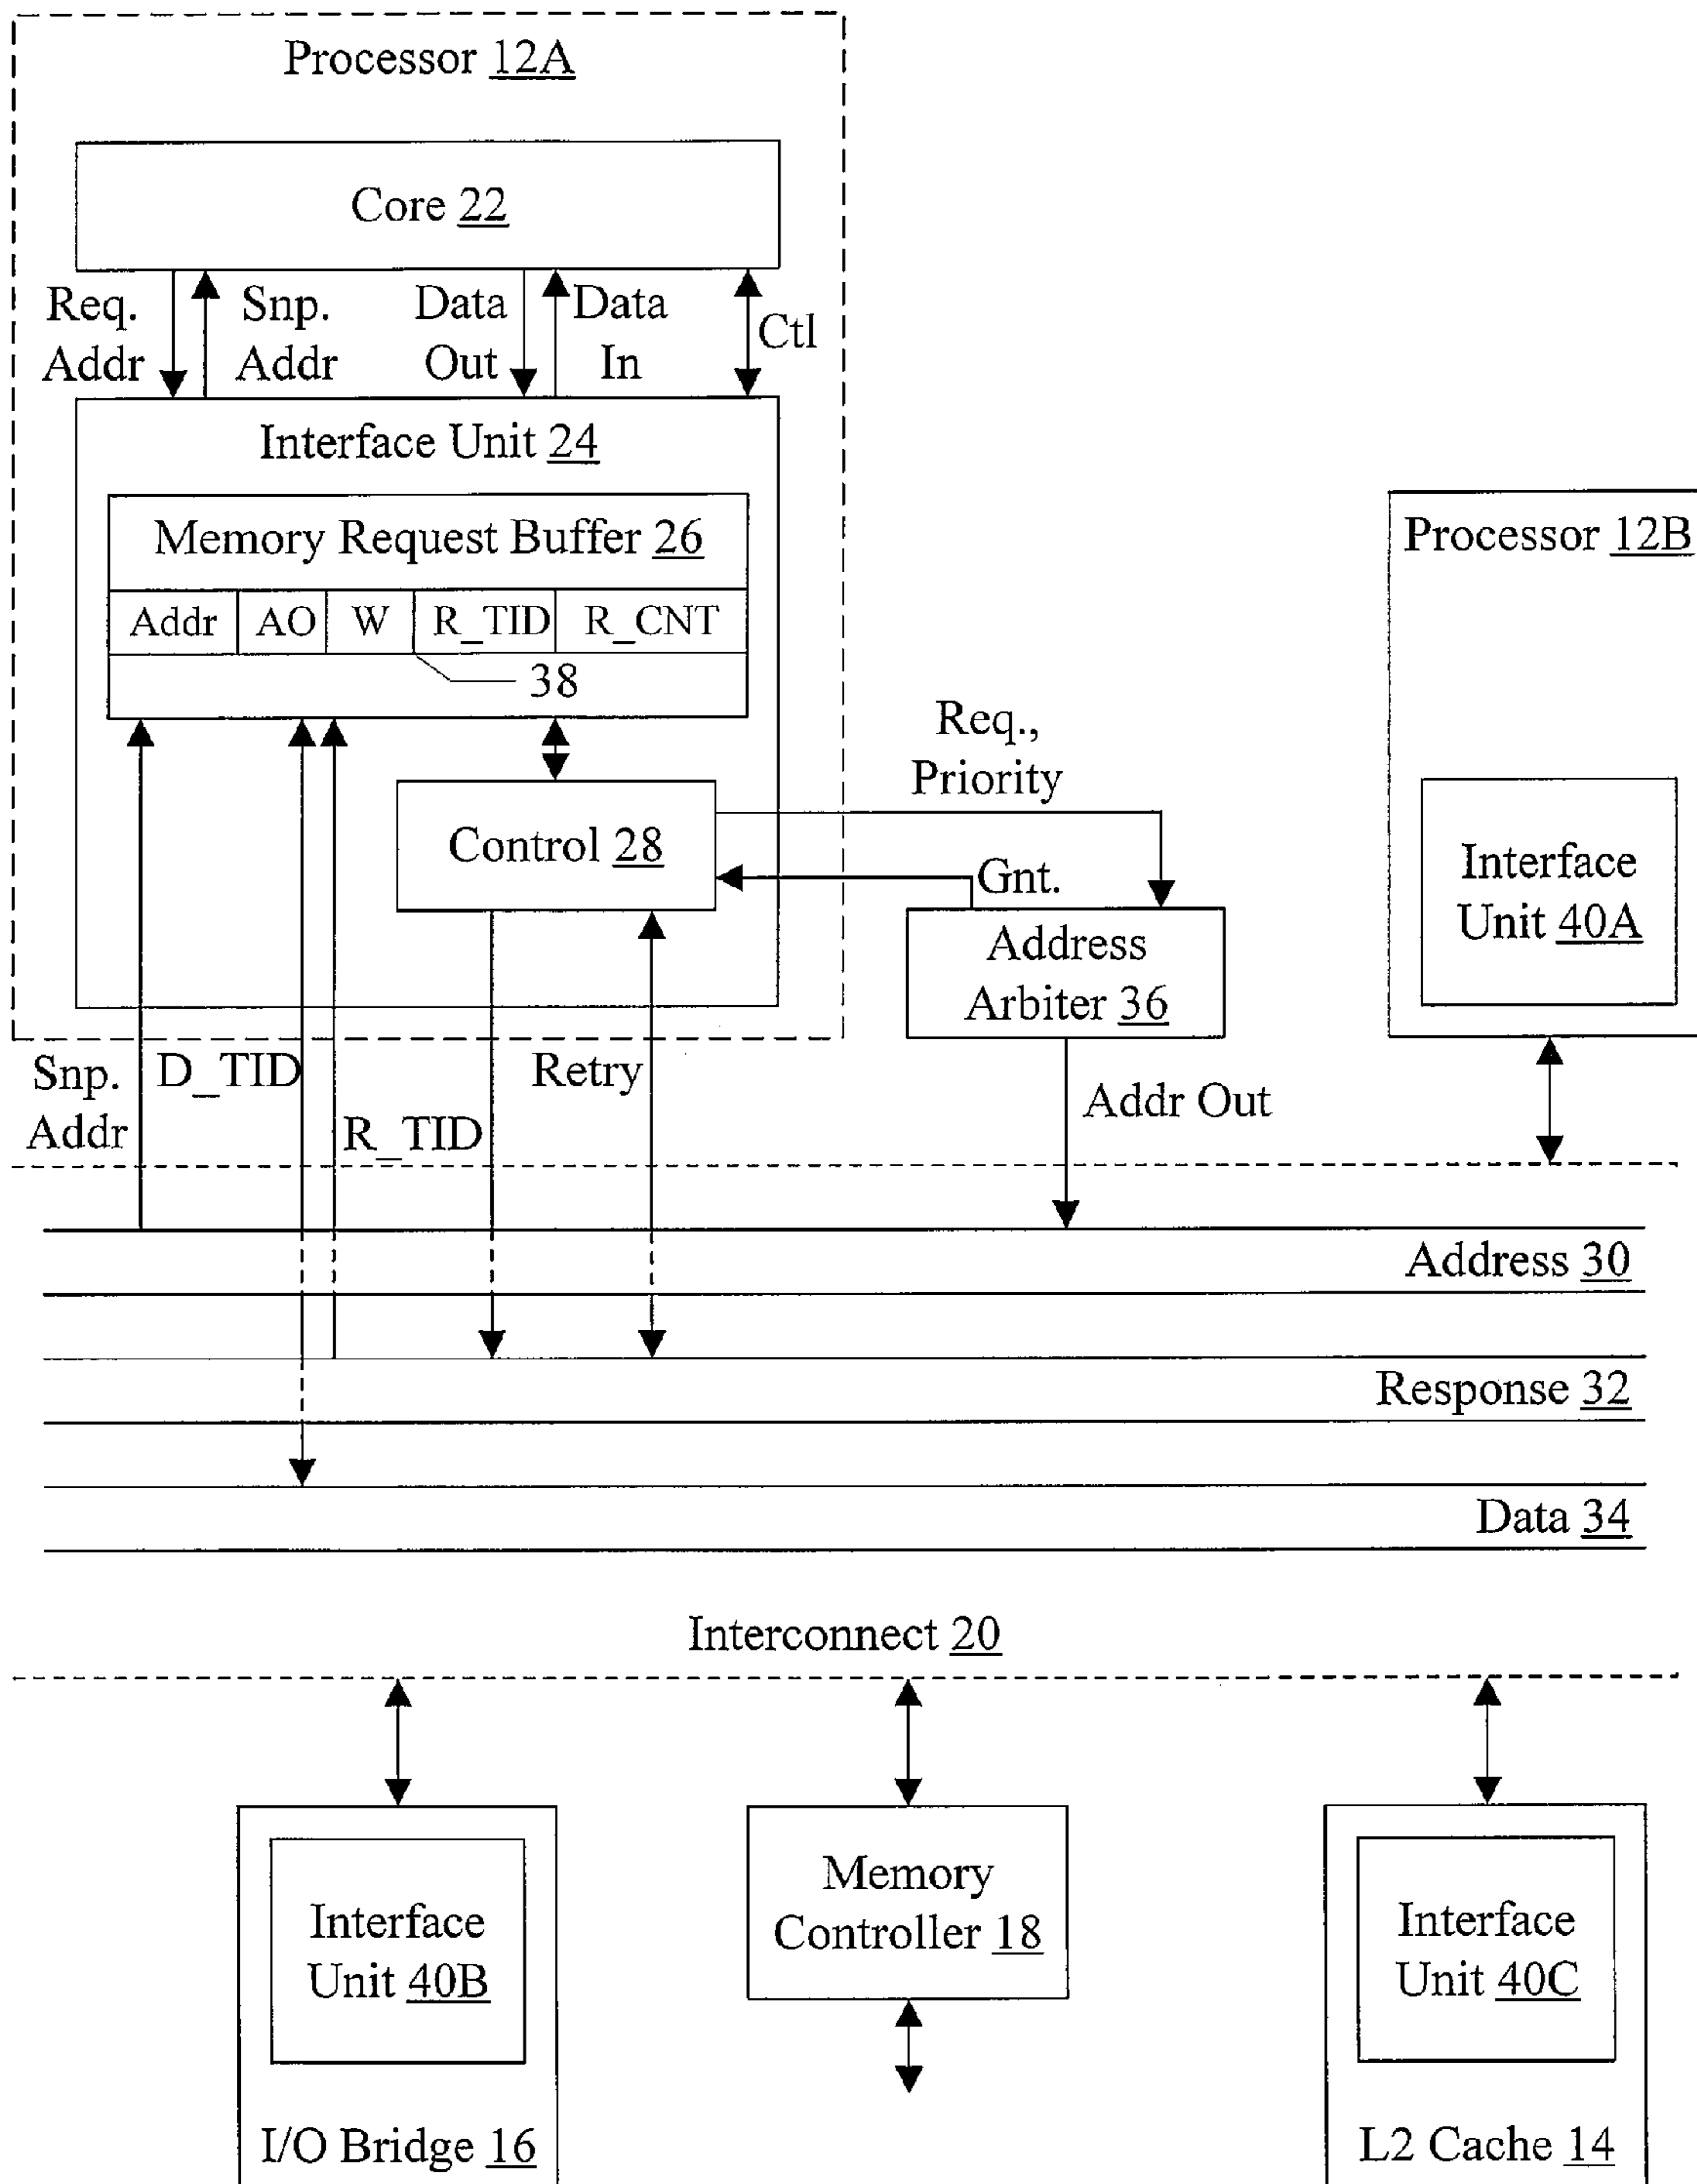 Processor 12A
Core 22
Req.
Addr
Snp.
Addr
Data
Out
Data
In
Ctl
Interface Unit 24
Memory Request Buffer 26
Addr AO W R_TID R_CNT
38
Control 28
Req.,
Priority
Gnt.
Address
Arbiter 36
Processor 12B
Interface
Unit 40A
Snp.
Addr
D_TID
R_TID
Retry
Addr Out
Address 30
Response 32
Data 34
Interconnect 20
Interface
Unit 40B
I/O Bridge 16
Memory
Controller 18
Interface
Unit 40C
L2 Cache 14